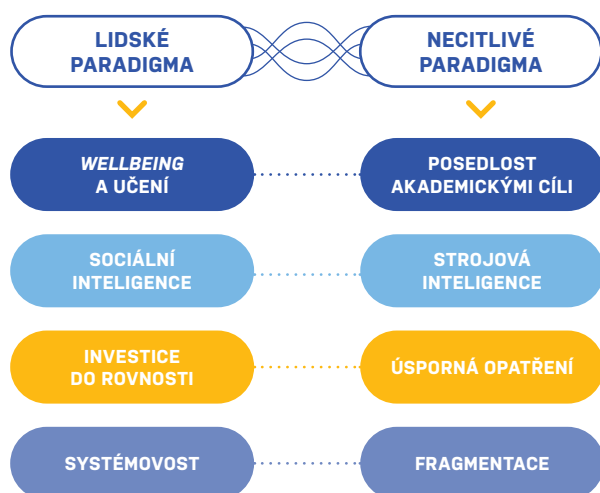 LIDSKÉ
PARADIGMA
NECITLIVÉ
PARADIGMA
WELLBEING
A UČENÍ
POSEDLOST
AKADEMICKÝMI CÍLI
SOCIÁLNÍ
INTELIGENCE
STROJOVÁ
INTELIGENCE
INVESTICE
DO ROVNOSTI
ÚSPORNÁ OPATŘENÍ
SYSTÉMOVOST
FRAGMENTACE